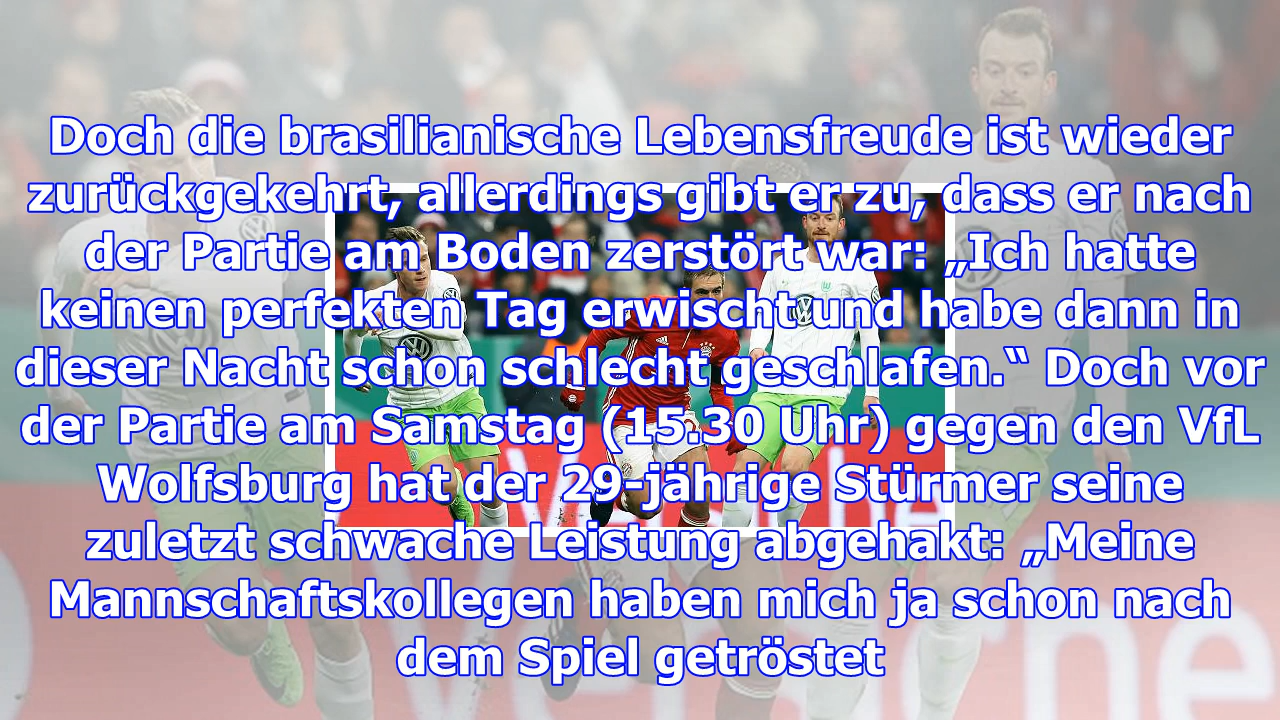 Doch die brasilianische Lebensfreude ist wieder
zurückgekehrt, allerdings gibt er zu, dass er nach
der Partie am Boden zerstört war: „Ich hatte
keinen perfekten Tag erwischt und habe dann in
dieser Nacht schon schlecht geschlafen.“ Doch vor
der Partie am Samstag (15.30 Uhr) gegen den VfL
Wolfsburg hat der 29-jährige Stürmer seine
zuletzt schwache Leistung abgehakt: „Meine
Mannschaftskollegen haben mich ja schon nach
dem Spiel getröstet